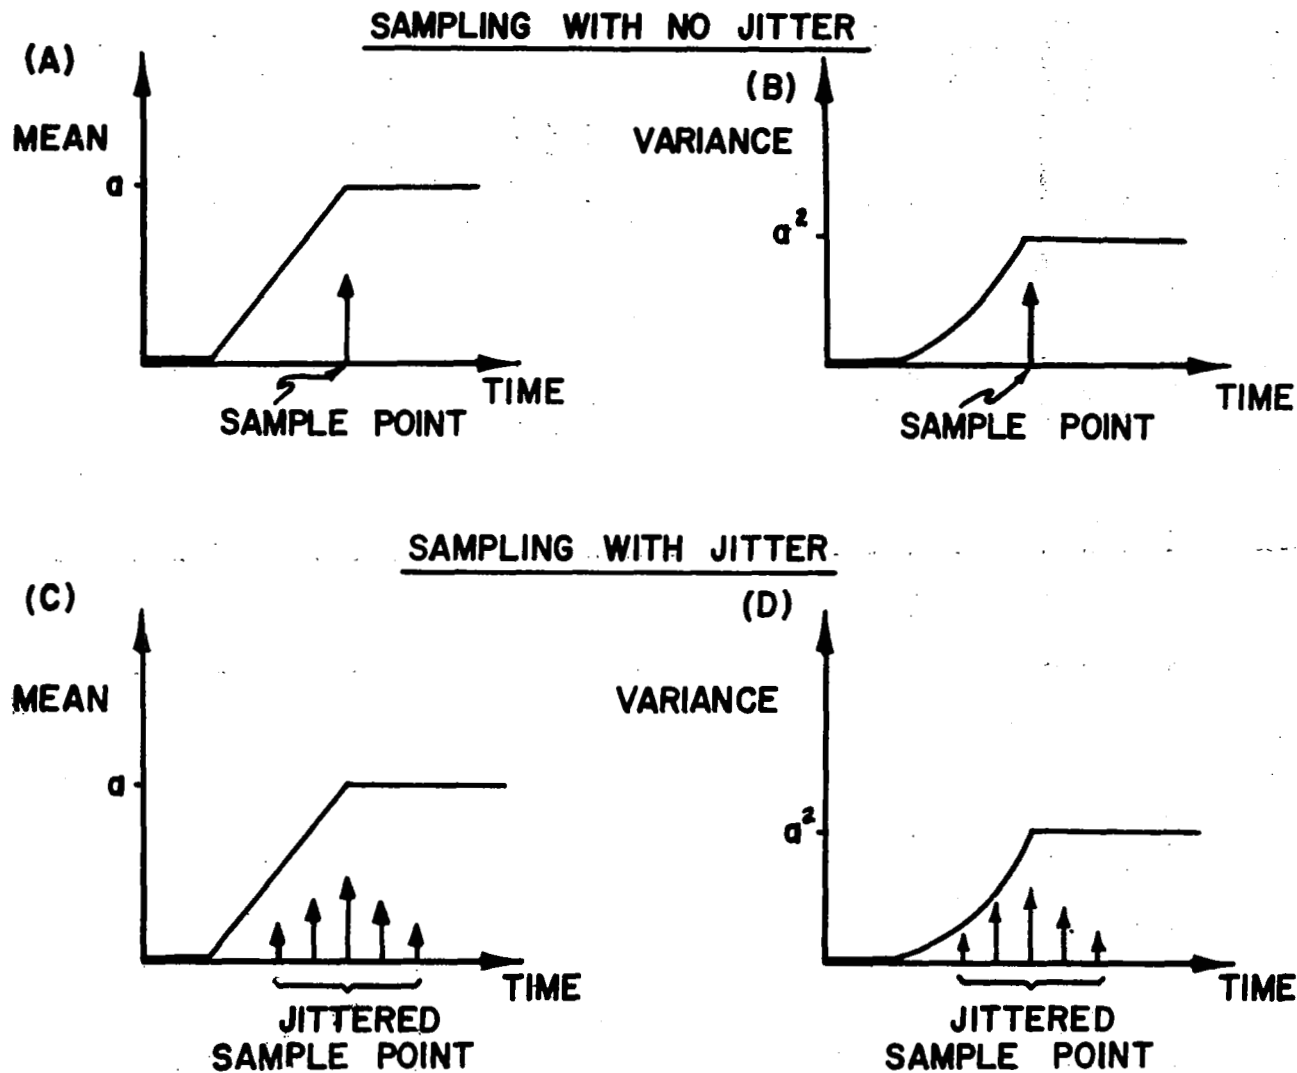 SAMPLING WITH NO JITTER
(A)
MEAN
a
TIME
SAMPLE POINT
(B)
VARIANCE
a²
TIME
SAMPLE POINT
SAMPLING WITH JITTER
(C)
MEAN
a
TIME
JITTERED
SAMPLE POINT
(D)
VARIANCE
a²
TIME
JITTERED
SAMPLE POINT